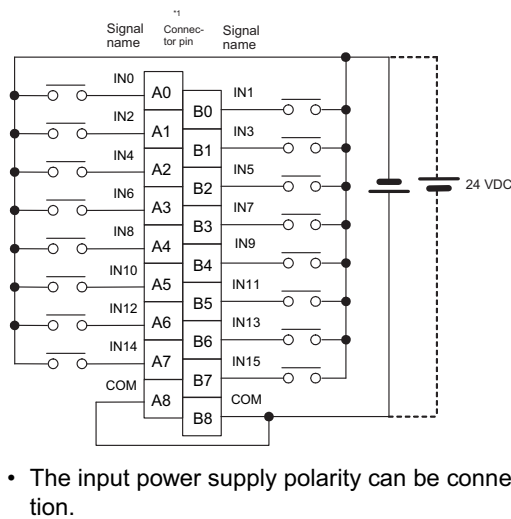 *1
Signal name
Connec-
tor pin
Signal name
IN0 A0
IN1 B0
IN2 A1
IN3 B1
IN4 A2
IN5 B2
IN6 A3
IN7 B3
IN8 A4
IN9 B4
IN10 A5
IN11 B5
IN12 A6
IN13 B6
IN14 A7
IN15 B7
COM A8
COM B8
24 VDC
• The input power supply polarity can be conne
tion.